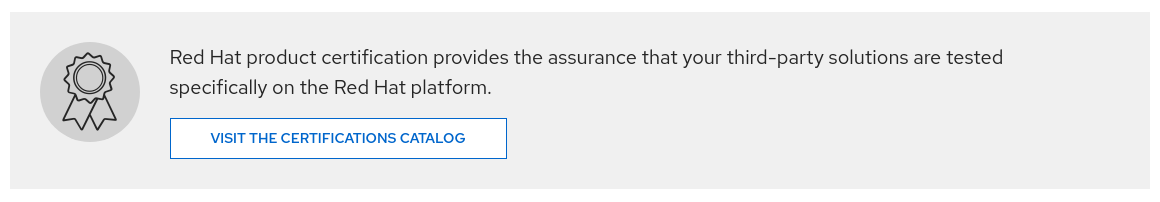 Red Hat product certification provides the assurance that your third-party solutions are tested
specifically on the Red Hat platform.
VISIT THE CERTIFICATIONS CATALOG